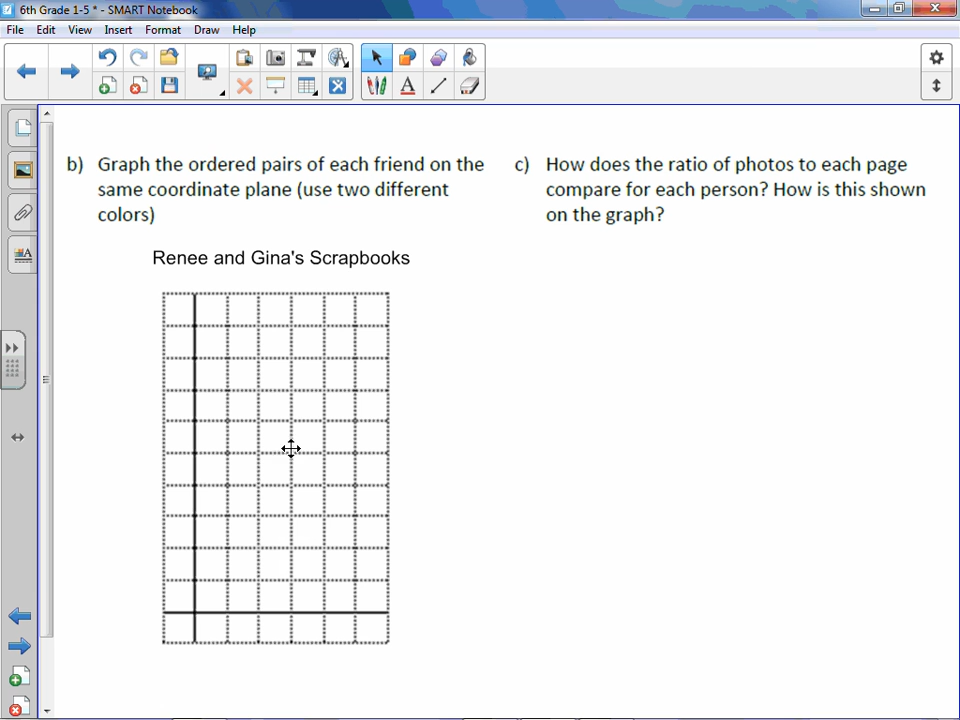 6th Grade 1-5 * - SMART Notebook
File Edit View Insert Format Draw Help
b) Graph the ordered pairs of each friend on the
same coordinate plane (use two different
colors)
c) How does the ratio of photos to each page
compare for each person? How is this shown
on the graph?
Renee and Gina's Scrapbooks